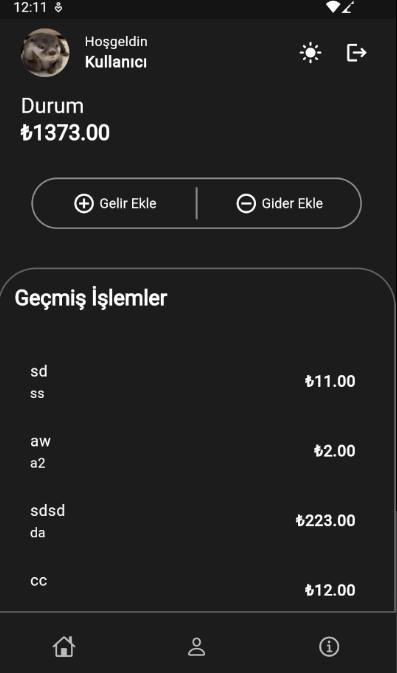 12:11
Hoşgeldin
Kullanıcı
Durum
₺1373.00
Gelir Ekle
Gider Ekle
Geçmiş İşlemler
sd
ss
₺11.00
aw
a2
₺2.00
sdsd
da
₺223.00
cc
₺12.00